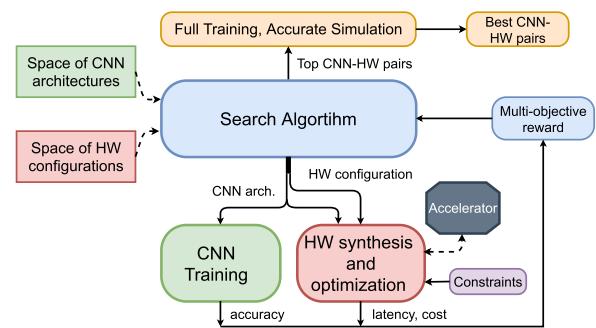 Full Training, Accurate Simulation
Best CNN-
HW pairs
Space of CNN
architectures
Top CNN-HW pairs
Search Algortihm
Multi-objective
reward
Space of HW
configurations
HW configuration
CNN arch.
Accelerator
CNN
Training
HW synthesis
and
optimization
Constraints
accuracy
latency, cost